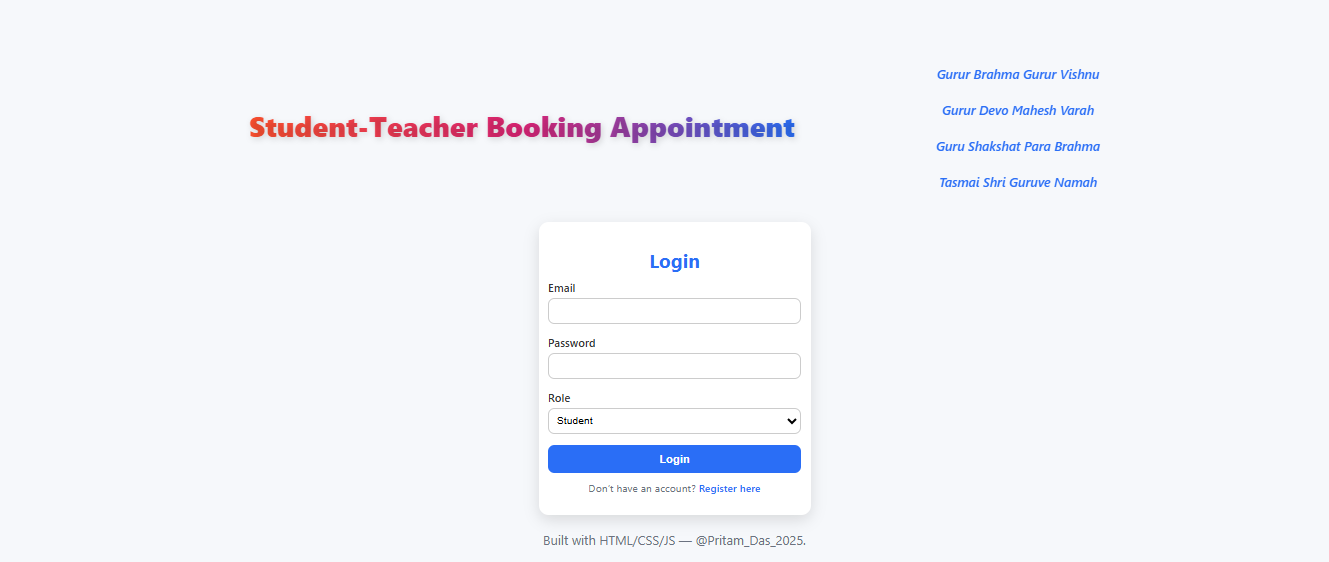 Gurur Brahma Gurur Vishnu
Gurur Devo Mahesh Varah
Student-Teacher Booking Appointment
Guru Shakshat Para Brahma
Tasmai Shri Guruve Namah
Login
Email
Password
Role
Student
Login
Don't have an account? Register here
Built with HTML/CSS/JS — @Pritam_Das_2025.